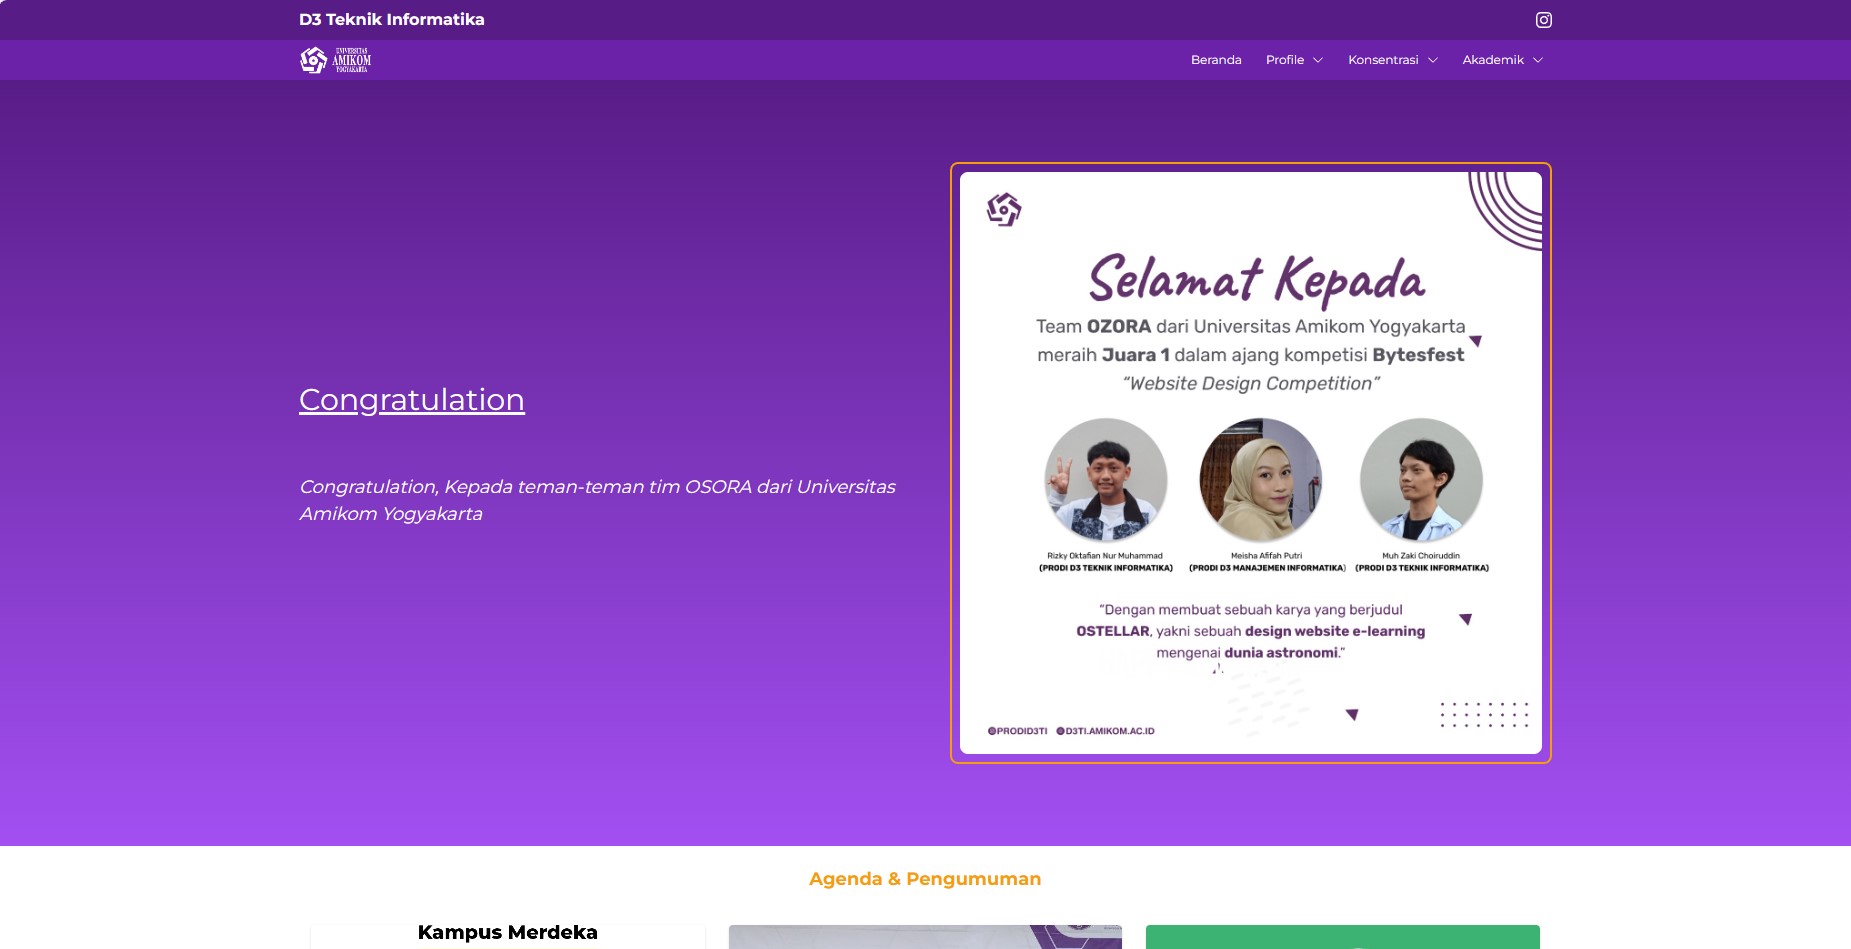 D3 Teknik Informatika
UNIVERSITAS
AMIKOM
YOGYAKARTA
Beranda
Profile
Konsentrasi
Akademik
Congratulation
Congratulation, Kepada teman-teman tim OSORA dari Universitas
Amikom Yogyakarta
Selamat Kepada
Team OZORA dari Universitas Amikom Yogyakarta
meraih Juara 1 dalam ajang kompetisi Bytesfest
“Website Design Competition”
Rizky Oktafian Nur Muhammad
(PRODI D3 TEKNIK INFORMATIKA)
Meisha Afifah Putri
(PRODI D3 MANAJEMEN INFORMATIKA)
Muh Zaki Choiruddin
(PRODI D3 TEKNIK INFORMATIKA)
"Dengan membuat sebuah karya yang berjudul
OSTELLAR, yakni sebuah design website e-learning
mengenai dunia astronomi."
@PRODID3TI @D3TI.AMIKOM.AC.ID
Agenda & Pengumuman
Kampus Merdeka